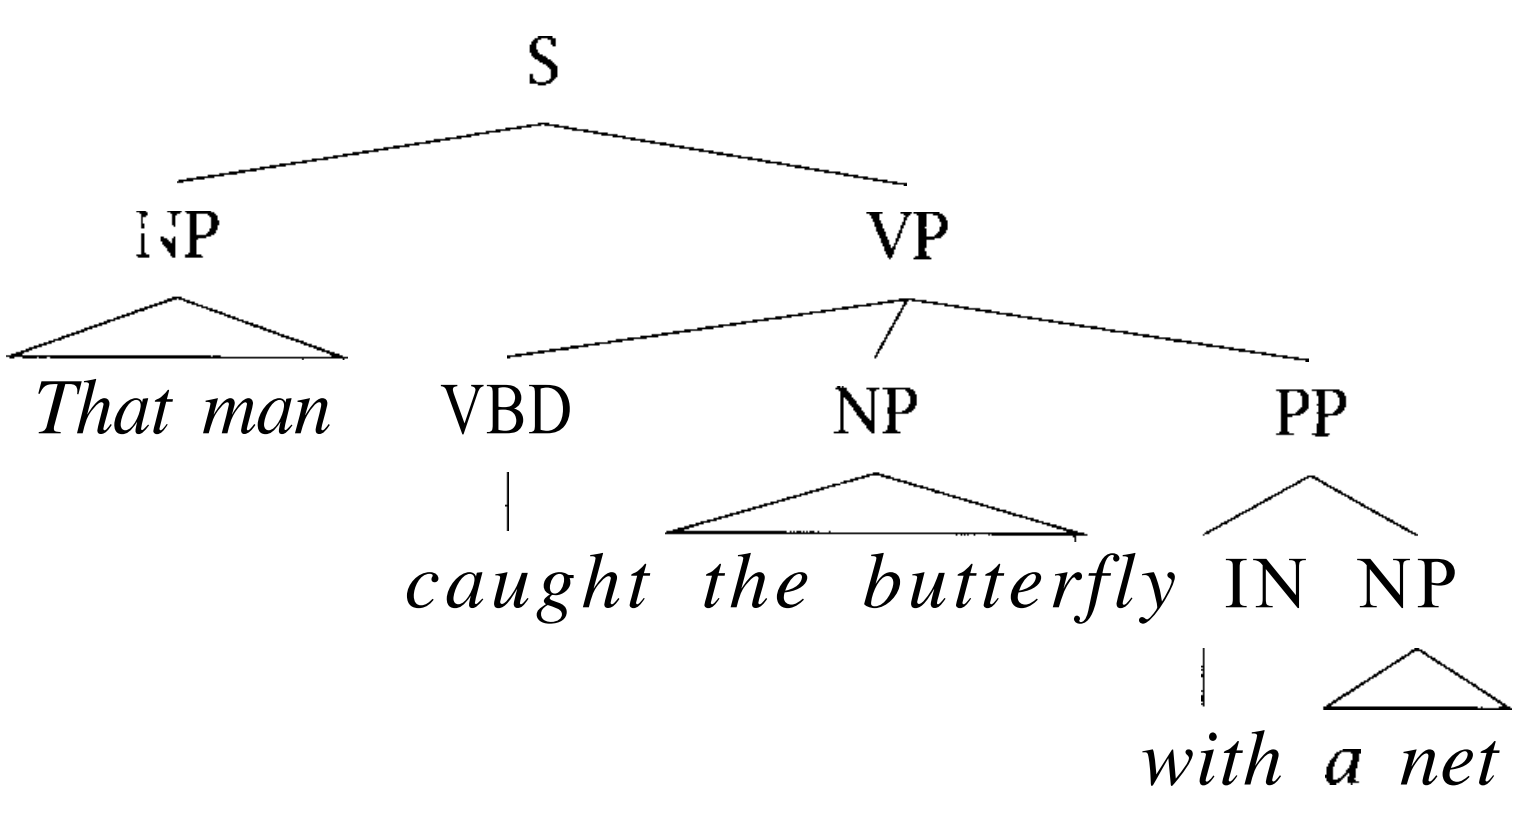 S
NP VP
That man VBD NP PP
caught the butterfly IN NP
with a net